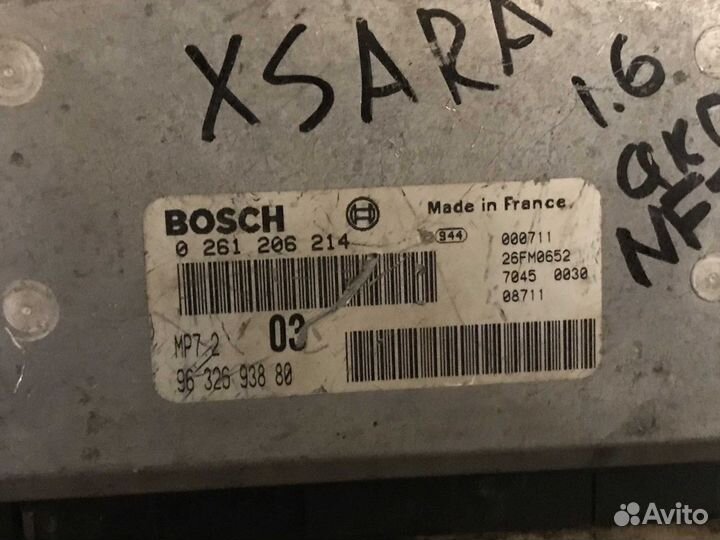 XSARA
1.6
BOSCH
Made in France
0 261 206 214
944
000711
26FM0652
7045 0030
08711
MP7 2
03
96 326 938 80
Avito